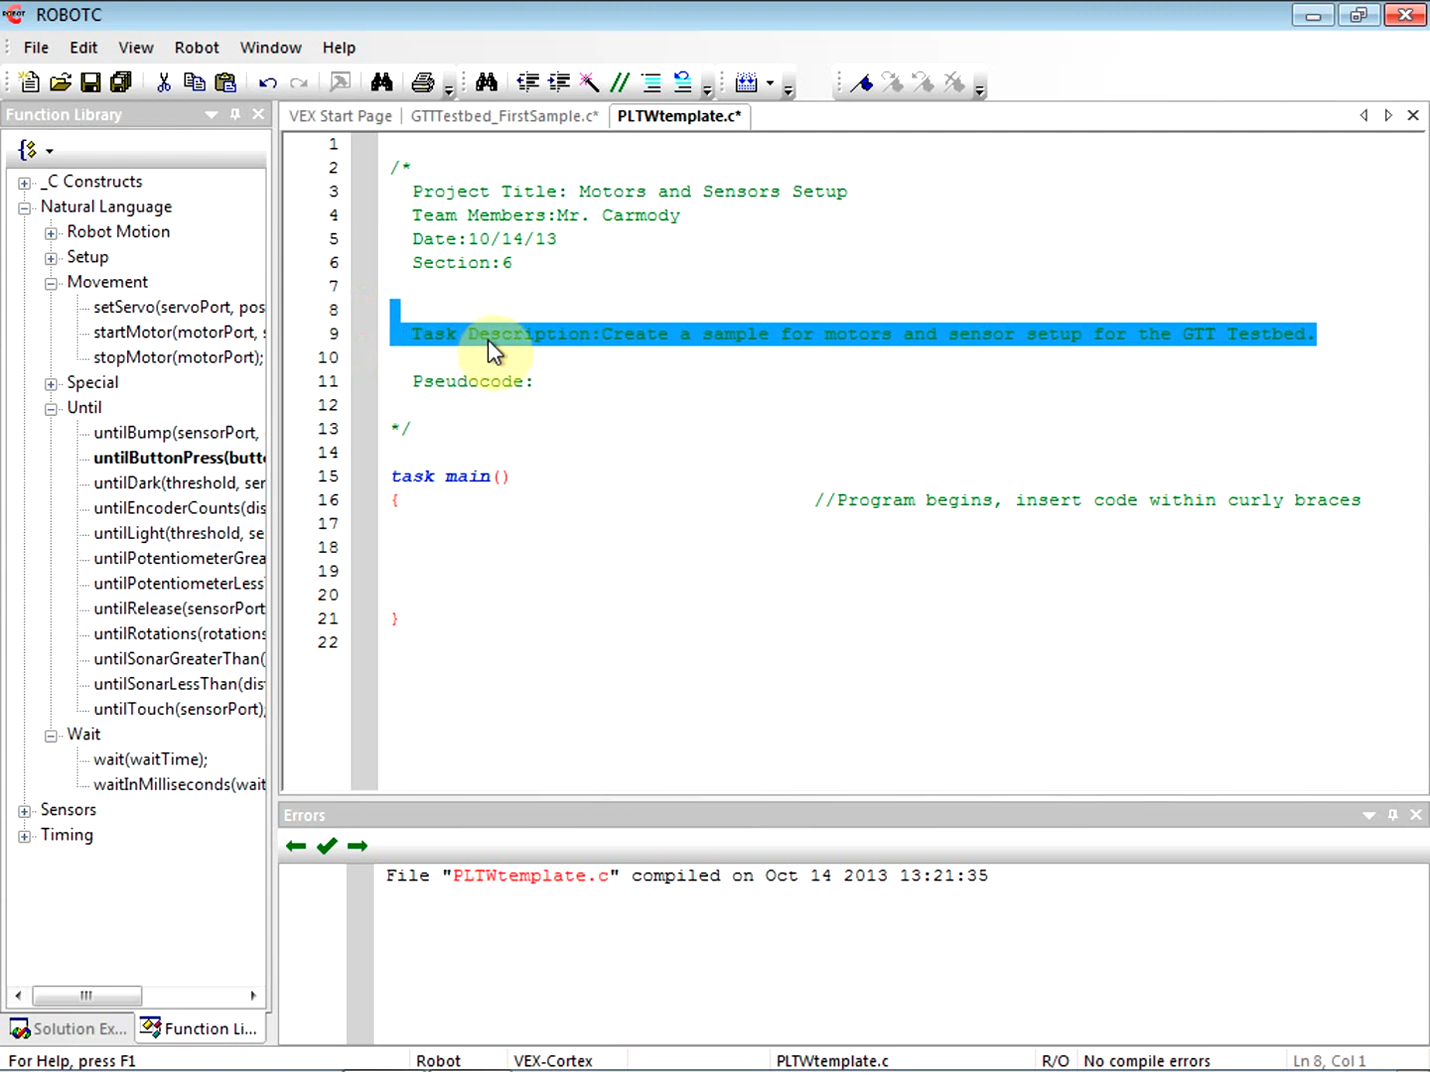 ROBOTC
File Edit View Robot Window Help
Function Library
VEX Start Page GTTTestbed_FirstSample.c* PLTWtemplate.c*
_C Constructs
Natural Language
Robot Motion
Setup
Movement
setServo(servoPort, pos
startMotor(motorPort, s
stopMotor(motorPort);
Special
Until
untilBump(sensorPort,
untilButtonPress(butt
untilDark(threshold, ser
untilEncoderCounts(dis
untilLight(threshold, se
untilPotentiometerGrea
untilPotentiometerLess
untilRelease(sensorPort
untilRotations(rotations
untilSonarGreaterThan(
untilSonarLessThan(dis
untilTouch(sensorPort);
Wait
wait(waitTime);
waitInMilliseconds(wait
Sensors
Timing
Solution Ex... Function Li...
1
2 /*
3 Project Title: Motors and Sensors Setup
4 Team Members:Mr. Carmody
5 Date:10/14/13
6 Section:6
7
8
9 Task Description:Create a sample for motors and sensor setup for the GTT Testbed.
10
11 Pseudocode:
12
13 */
14
15 task main()
16 { //Program begins, insert code within curly braces
17
18
19
20
21 }
22
Errors
File "PLTWtemplate.c" compiled on Oct 14 2013 13:21:35
For Help, press F1 Robot VEX-Cortex PLTWtemplate.c R/O No compile errors Ln 8, Col 1